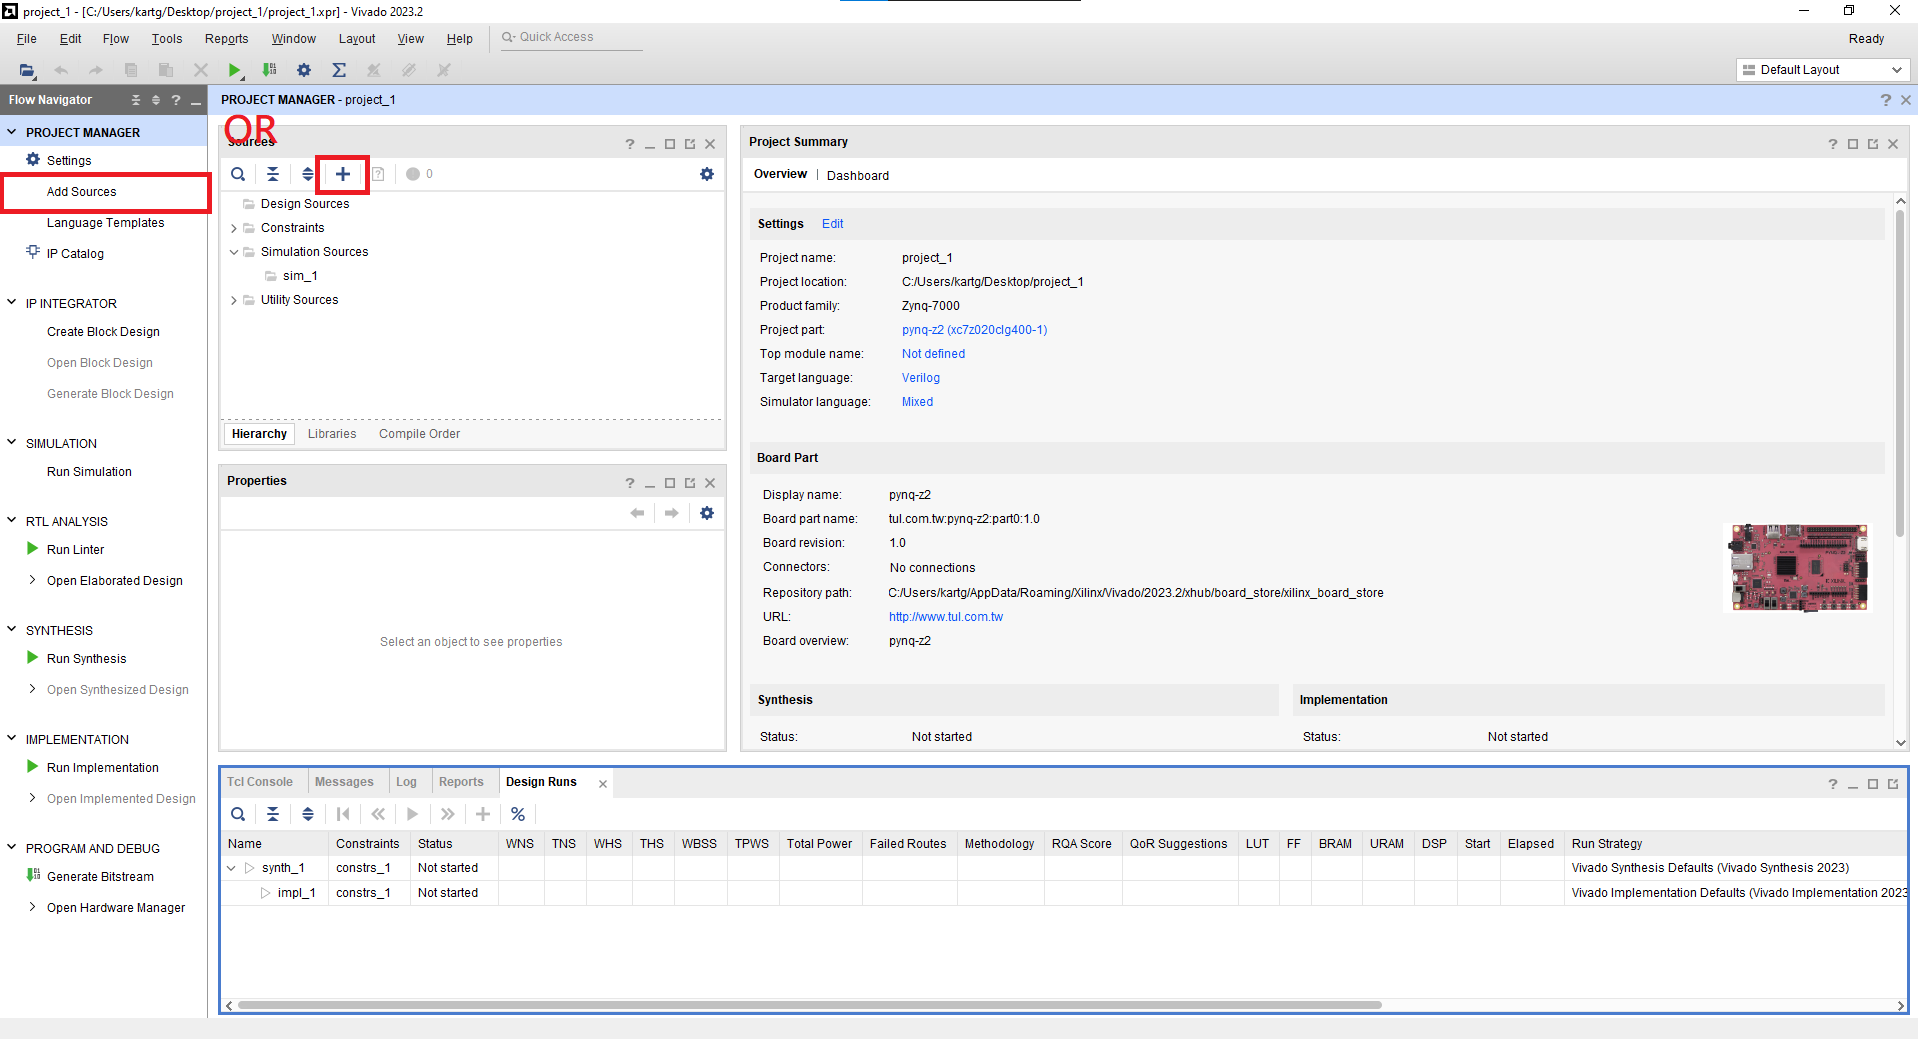 project_1 - [C:/Users/kartg/Desktop/project_1/project_1.xpr] - Vivado 2023.2
File Edit Flow Tools Reports Window Layout View Help Quick Access Ready
Default Layout
Flow Navigator
PROJECT MANAGER
Settings
Add Sources
Language Templates
IP Catalog
IP INTEGRATOR
Create Block Design
Open Block Design
Generate Block Design
SIMULATION
Run Simulation
RTL ANALYSIS
Run Linter
Open Elaborated Design
SYNTHESIS
Run Synthesis
Open Synthesized Design
IMPLEMENTATION
Run Implementation
Open Implemented Design
PROGRAM AND DEBUG
Generate Bitstream
Open Hardware Manager
PROJECT MANAGER - project_1
OR
Sources
0
Design Sources
Constraints
Simulation Sources
sim_1
Utility Sources
Hierarchy Libraries Compile Order
Properties
Select an object to see properties
Project Summary
Overview | Dashboard
Settings Edit
Project name: project_1
Project location: C:/Users/kartg/Desktop/project_1
Product family: Zynq-7000
Project part: pynq-z2 (xc7z020clg400-1)
Top module name: Not defined
Target language: Verilog
Simulator language: Mixed
Board Part
Display name: pynq-z2
Board part name: tul.com.tw:pynq-z2:part0:1.0
Board revision: 1.0
Connectors: No connections
Repository path: C:/Users/kartg/AppData/Roaming/Xilinx/Vivado/2023.2/xhub/board_store/xilinx_board_store
URL: http://www.tul.com.tw
Board overview: pynq-z2
Synthesis Implementation
Status: Not started Status: Not started
Tcl Console Messages Log Reports Design Runs
Name Constraints Status WNS TNS WHS THS WBSS TPWS Total Power Failed Routes Methodology RQA Score QoR Suggestions LUT FF BRAM URAM DSP Start Elapsed Run Strategy
synth_1 constrs_1 Not started Vivado Synthesis Defaults (Vivado Synthesis 2023)
impl_1 constrs_1 Not started Vivado Implementation Defaults (Vivado Implementation 2023